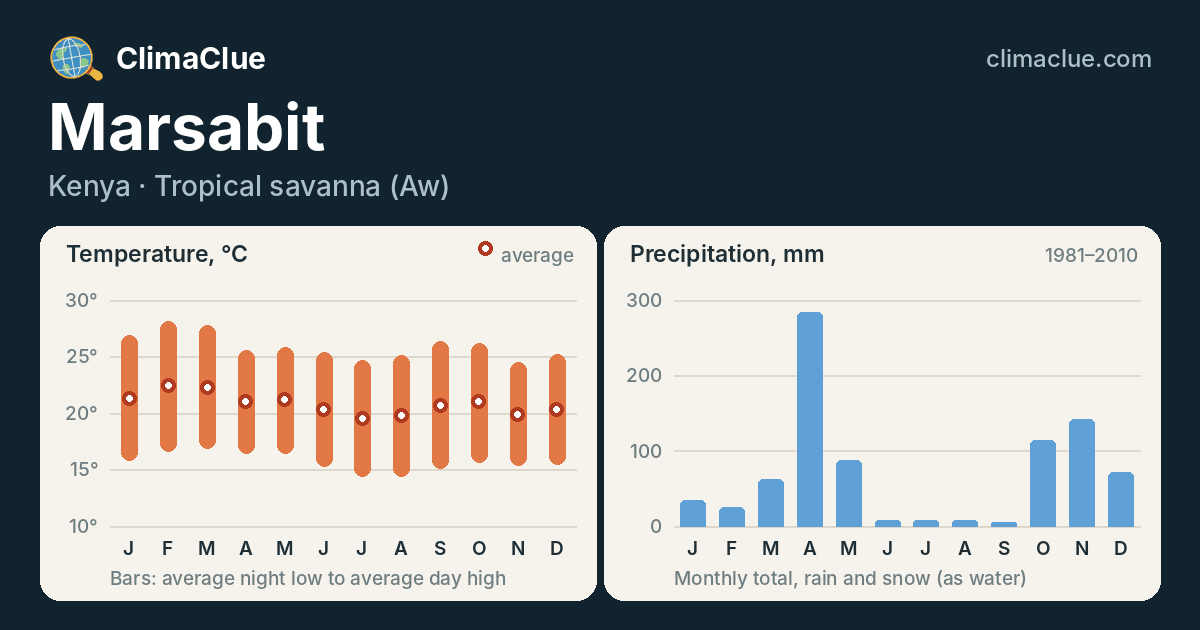 ClimaClue
climaclue.com
Marsabit
Kenya · Tropical savanna (Aw)
Temperature, °C
average
30°
25°
20°
15°
10°
J F M A M J J A S O N D
Bars: average night low to average day high
Precipitation, mm
1981–2010
300
200
100
0
J F M A M J J A S O N D
Monthly total, rain and snow (as water)